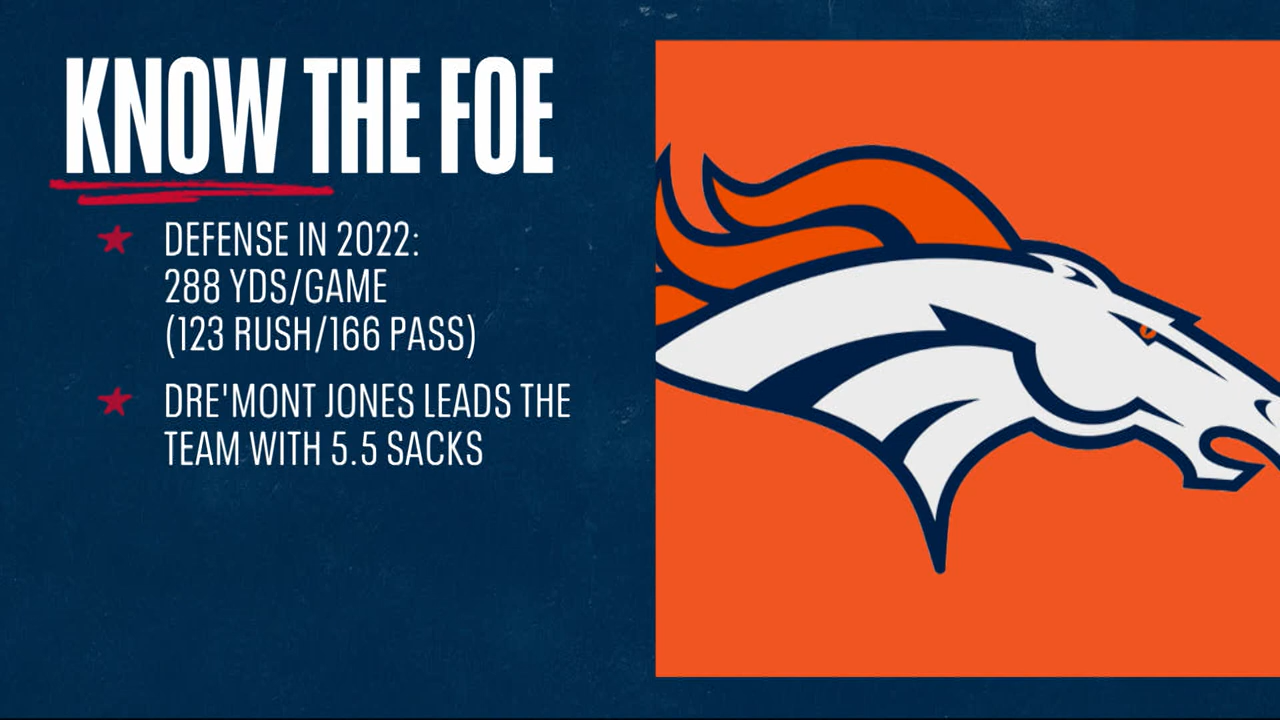 KNOW THE FOE
DEFENSE IN 2022:
288 YDS/GAME
(123 RUSH/166 PASS)
DRE'MONT JONES LEADS THE
TEAM WITH 5.5 SACKS